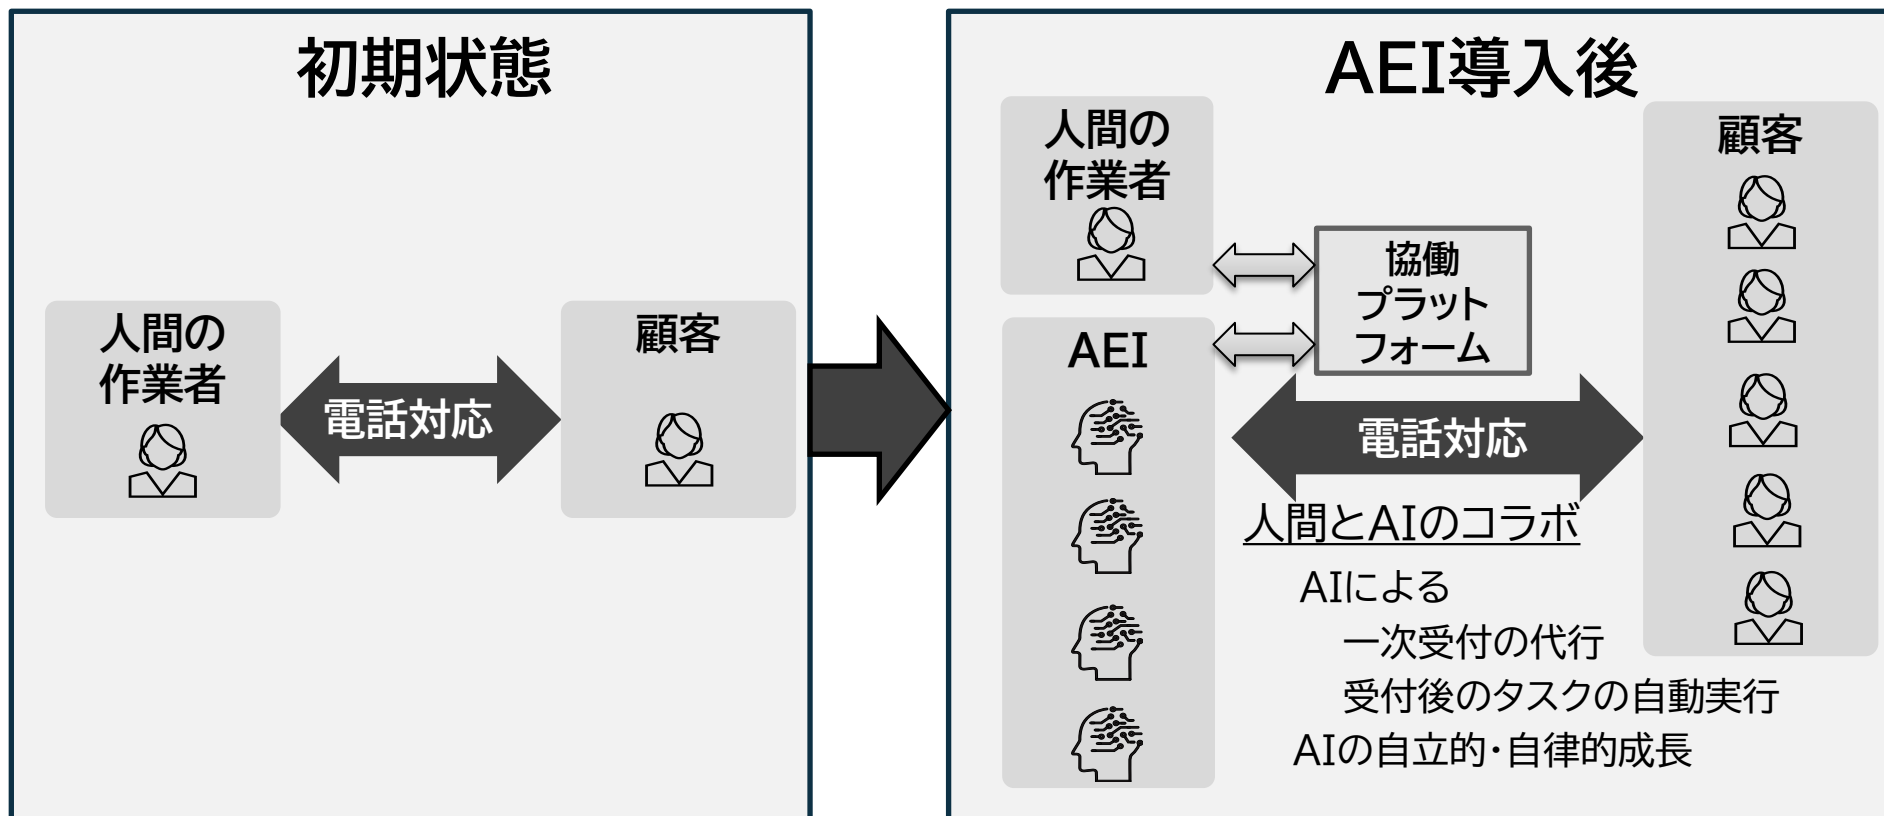 初期状態
人間の
作業者
電話対応
顧客
AEI導入後
人間の
作業者
協働
プラット
フォーム
顧客
AEI
電話対応
人間とAIのコラボ
AIによる
一次受付の代行
受付後のタスクの自動実行
AIの自立的・自律的成長